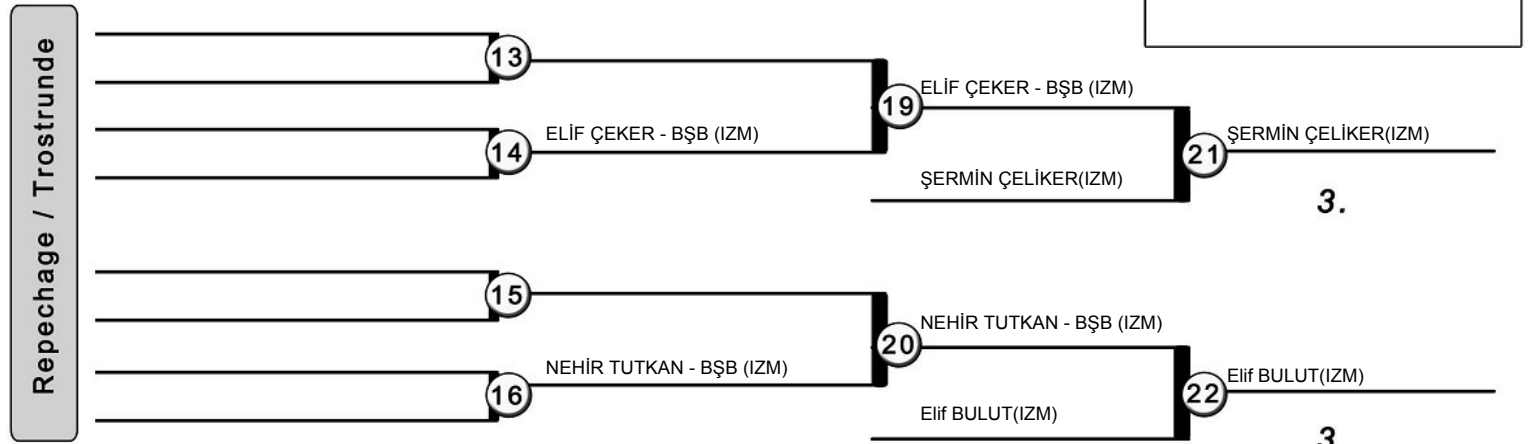 Repechage / Trostrunde
13
ELİF ÇEKER - BŞB (IZM)
19
ELİF ÇEKER - BŞB (IZM)
14
ŞERMİN ÇELİKER(IZM)
21
ŞERMİN ÇELİKER(IZM)
3.
15
NEHİR TUTKAN - BŞB (IZM)
20
NEHİR TUTKAN - BŞB (IZM)
16
Elif BULUT(IZM)
22
Elif BULUT(IZM)
3